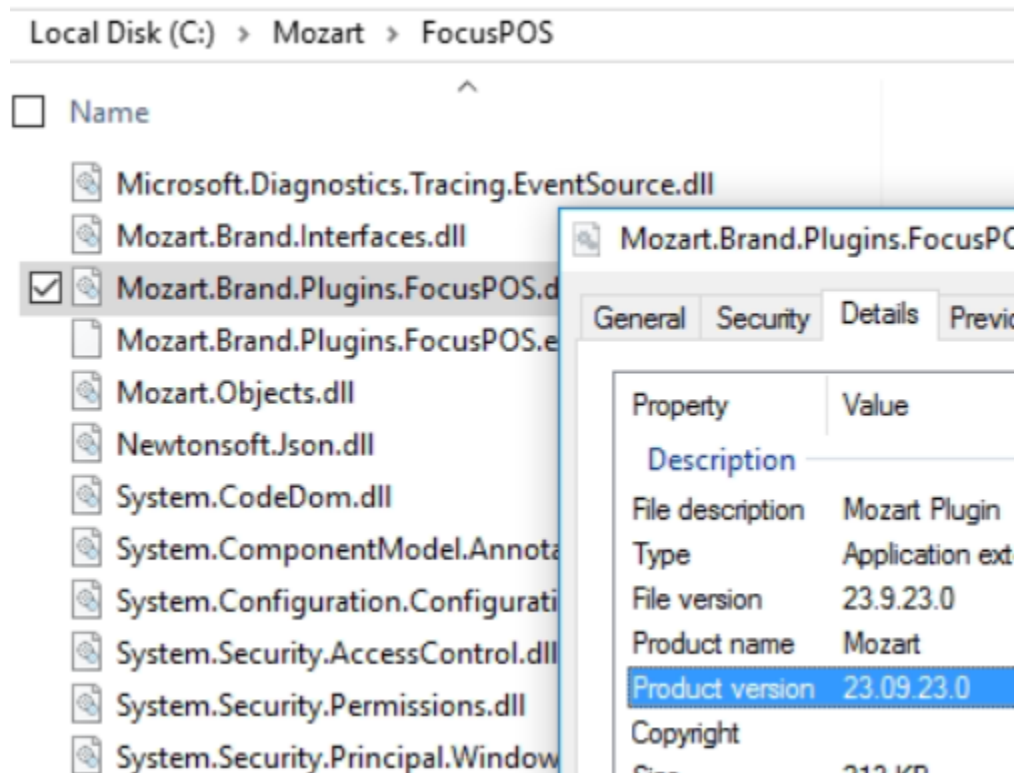 Local Disk (C:) > Mozart > FocusPOS
Name
Microsoft.Diagnostics.Tracing.EventSource.dll
Mozart.Brand.Interfaces.dll
Mozart.Brand.Plugins.FocusPOS.d
Mozart.Brand.Plugins.FocusPOS.e
Mozart.Objects.dll
Newtonsoft.Json.dll
System.CodeDom.dll
System.ComponentModel.Annota
System.Configuration.Configurati
System.Security.AccessControl.dll
System.Security.Permissions.dll
System.Security.Principal.Window
Mozart.Brand.Plugins.FocusPO
General Security Details Previo
Property Value
Description
File description Mozart Plugin
Type Application exte
File version 23.9.23.0
Product name Mozart
Product version 23.09.23.0
Copyright